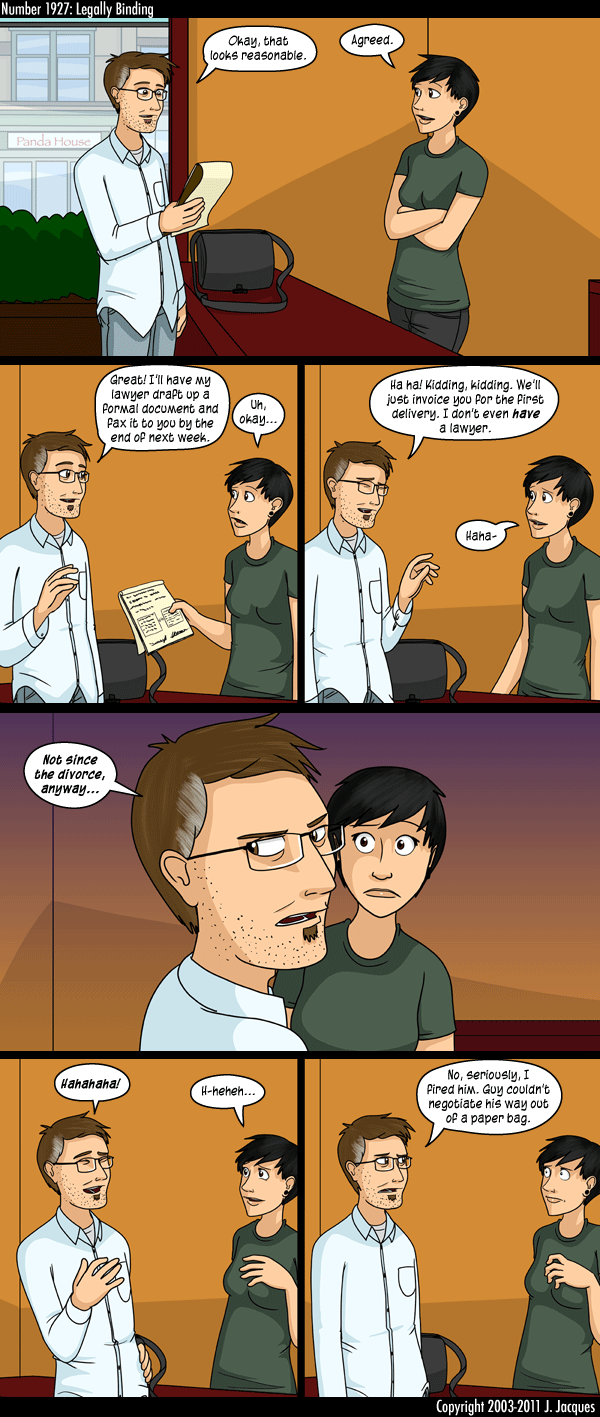 Number 1927: Legally Binding
Okay, that
looks reasonable.
Agreed.
Panda House
Great! I'll have my
lawyer draft up a
formal document and
fax it to you by the
end of next week.
Uh,
okay...
Ha ha! Kidding, kidding. We'll
just invoice you for the first
delivery. I don't even have
a lawyer.
Haha-
Not since
the divorce,
anyway...
Hahahaha!
H-heheh...
No, seriously, I
fired him. Guy couldn't
negotiate his way out
of a paper bag.
Copyright 2003-2011 J. Jacques